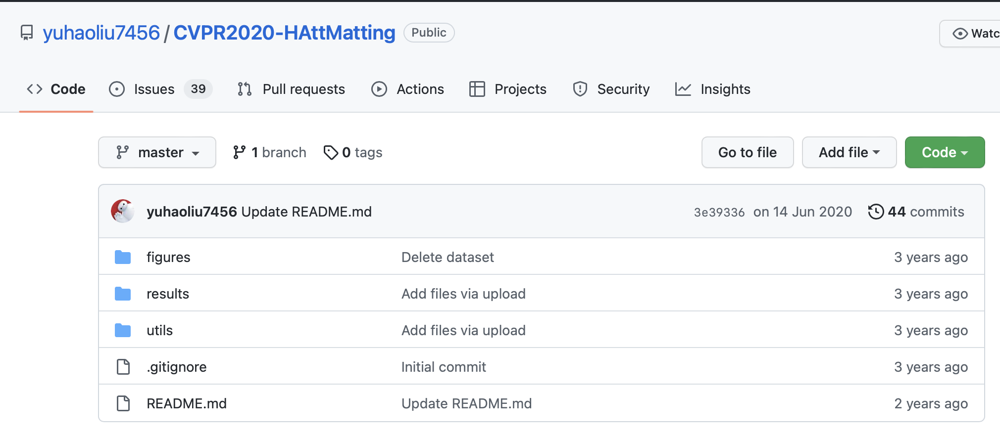 yuhaoliu7456 / CVPR2020-HAttMatting Public Watc
Code Issues 39 Pull requests Actions Projects Security Insights
master 1 branch 0 tags Go to file Add file Code
yuhaoliu7456 Update README.md 3e39336 on 14 Jun 2020 44 commits
figures Delete dataset 3 years ago
results Add files via upload 3 years ago
utils Add files via upload 3 years ago
.gitignore Initial commit 3 years ago
README.md Update README.md 2 years ago